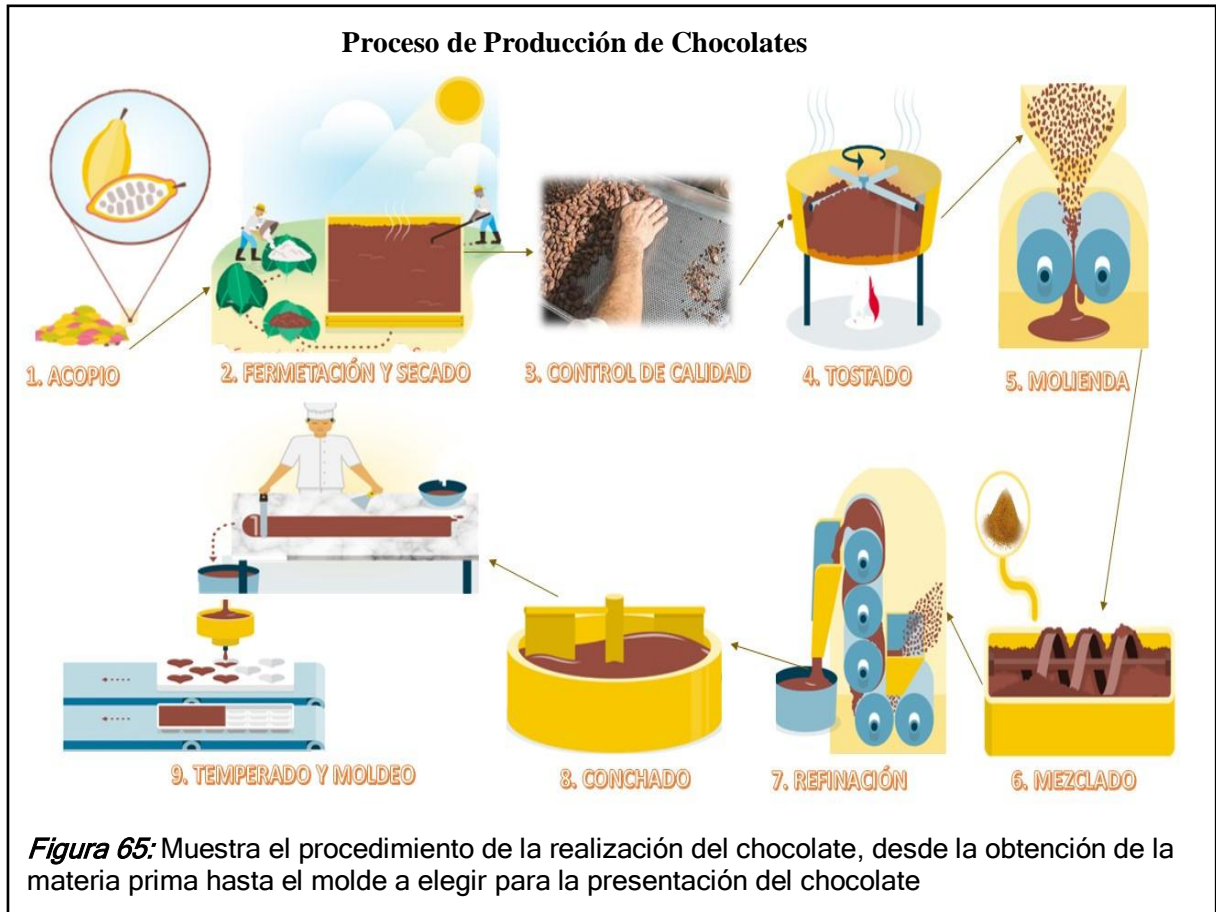 Proceso de Producción de Chocolates
1. ACOPIO
2. FERMETACIÓN Y SECADO
3. CONTROL DE CALIDAD
4. TOSTADO
5. MOLIENDA
9. TEMPERADO Y MOLDEO
8. CONCHADO
7. REFINACIÓN
6. MEZCLADO
Figura 65: Muestra el procedimiento de la realización del chocolate, desde la obtención de la
materia prima hasta el molde a elegir para la presentación del chocolate